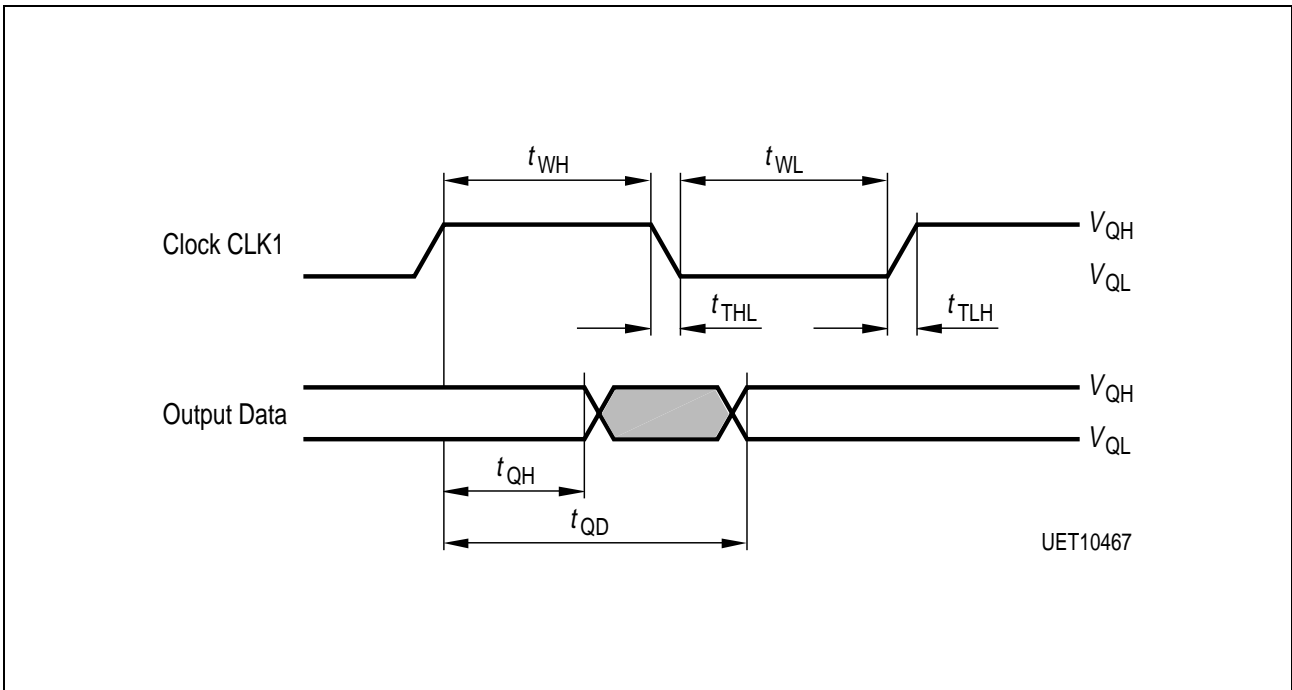 tWH
tWL
Clock CLK1
VQH
VQL
tTHL
tTLH
Output Data
VQH
VQL
tQH
tQD
UET10467